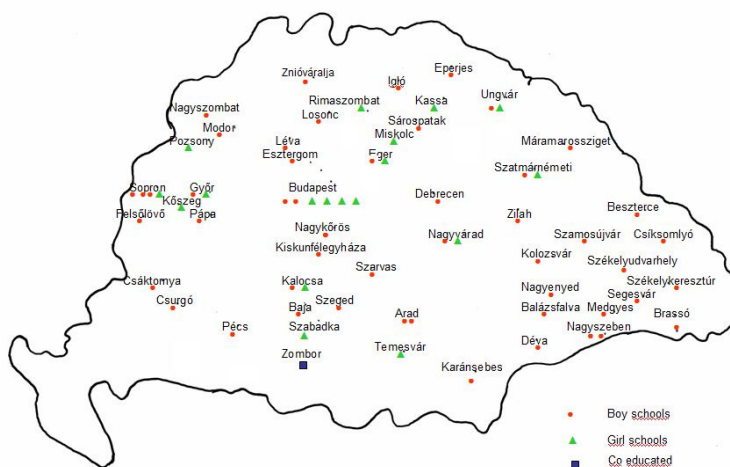 Znióváralja
Igló
Eperjes
Nagyszombat
Rimaszombat
Kassa
Ungvár
Modor
Losonc
Sárospatak
Pozsony
Léva
Miskolc
Máramarossziget
Esztergom
Eger
Szatmárnémeti
Sopron
Kőszeg
Győr
Budapest
Debrecen
Beszterce
Felsőlövő
Pápa
Zilah
Nagykőrös
Nagyvárad
Szamosújvár
Csíksomlyó
Kiskunfélegyháza
Kolozsvár
Székelyudvarhely
Szarvas
Csáktonya
Kalocsa
Nagyenyed
Székelykeresztúr
Csurgó
Baja
Szeged
Arad
Balázsfalva
Medgyes
Segesvár
Brassó
Pécs
Szabadka
Nagyszeben
Temesvár
Déva
Zombor
Karánsebes
Boy schools
Girl schools
Co educated